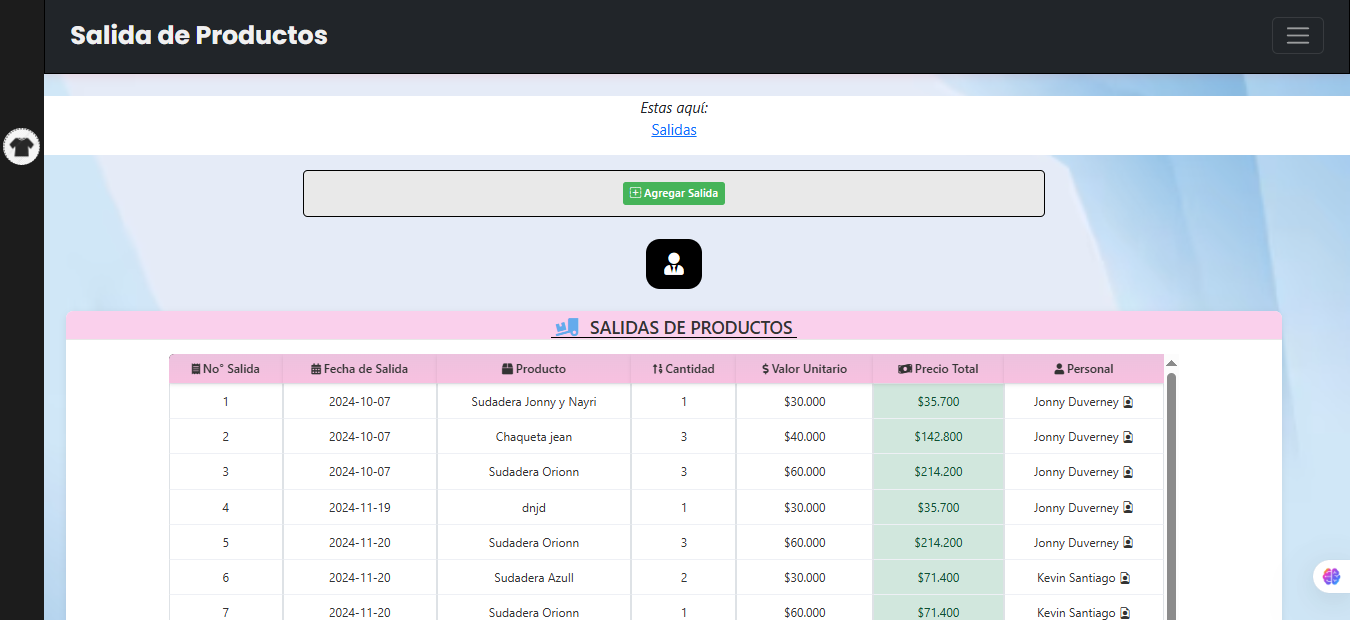 Salida de Productos
Estas aquí:
Salidas
Agregar Salida
SALIDAS DE PRODUCTOS
No° Salida Fecha de Salida Producto Cantidad Valor Unitario Precio Total Personal
1 2024-10-07 Sudadera Jonny y Nayri 1 $30.000 $35.700 Jonny Duverney
2 2024-10-07 Chaqueta jean 3 $40.000 $142.800 Jonny Duverney
3 2024-10-07 Sudadera Orionn 3 $60.000 $214.200 Jonny Duverney
4 2024-11-19 dnjd 1 $30.000 $35.700 Jonny Duverney
5 2024-11-20 Sudadera Orionn 3 $60.000 $214.200 Jonny Duverney
6 2024-11-20 Sudadera Azull 2 $30.000 $71.400 Kevin Santiago
7 2024-11-20 Sudadera Orionn 1 $60.000 $71.400 Kevin Santiago